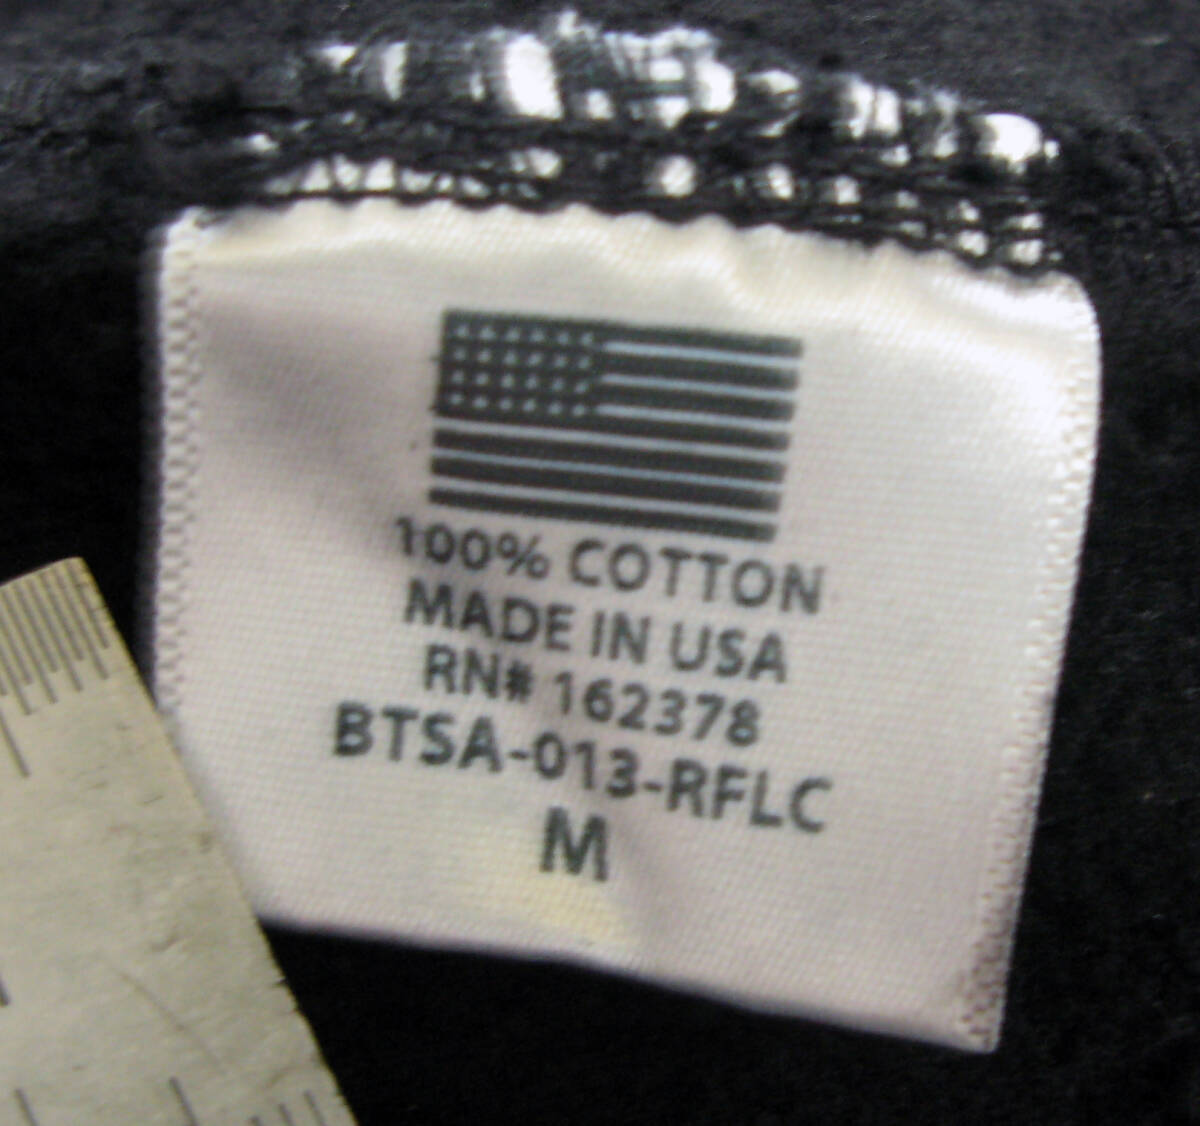 100% COTTON
MADE IN USA
RN# 162378
BTSA-013-RFLC
M